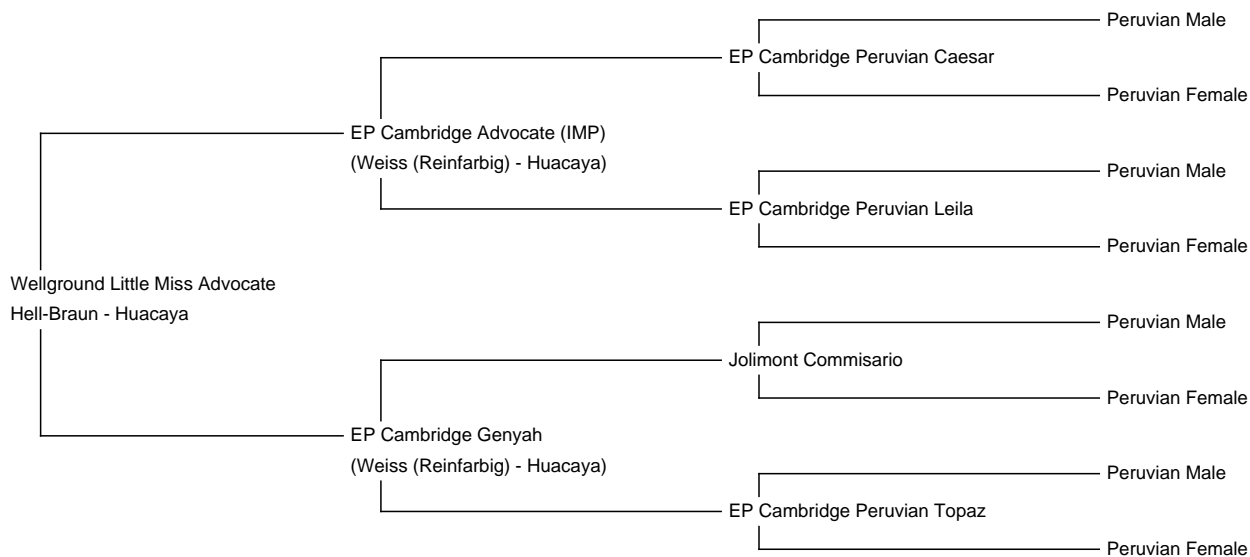 Peruvian Male
EP Cambridge Peruvian Caesar
Peruvian Female
EP Cambridge Advocate (IMP)
(Weiss (Reinfarbig) - Huacaya)
Peruvian Male
EP Cambridge Peruvian Leila
Peruvian Female
Wellground Little Miss Advocate
Hell-Braun - Huacaya
Peruvian Male
Jolimont Commisario
Peruvian Female
EP Cambridge Genyah
(Weiss (Reinfarbig) - Huacaya)
Peruvian Male
EP Cambridge Peruvian Topaz
Peruvian Female